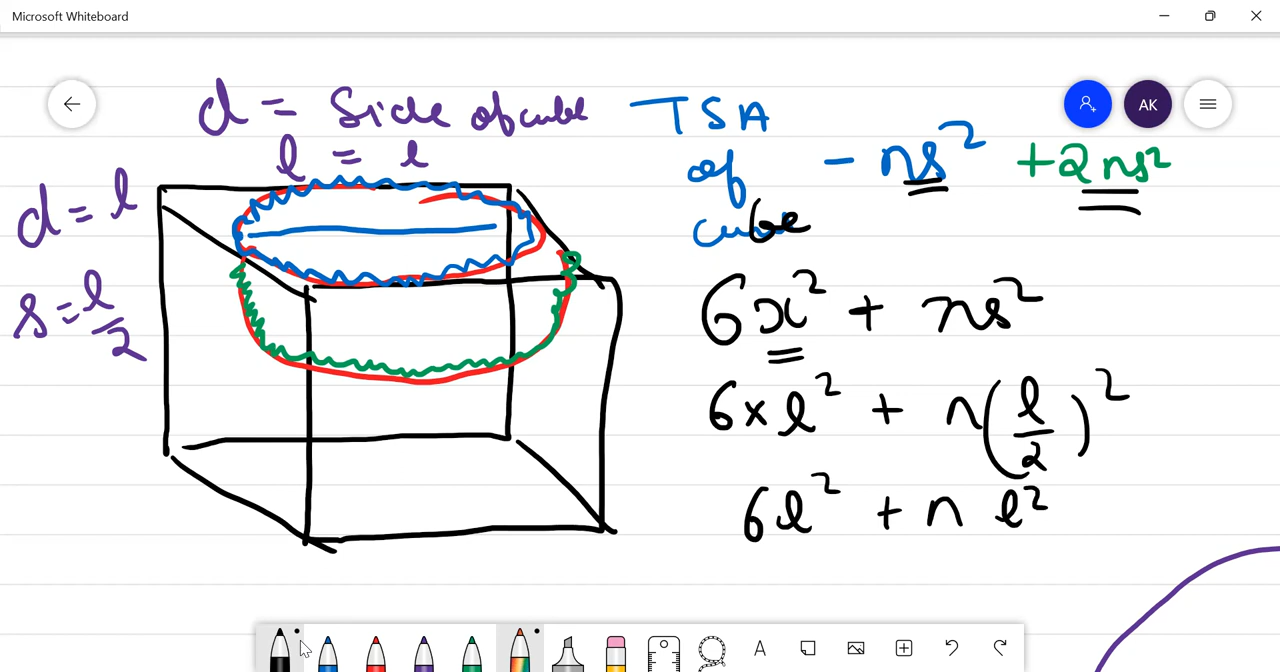 Microsoft Whiteboard
AK
d = Side of cube
l = l
d = l
s = l/2
TSA of cube - πs² + 2πs²
6x² + πs²
6 × l² + π(l/2)²
6l² + π l²
A